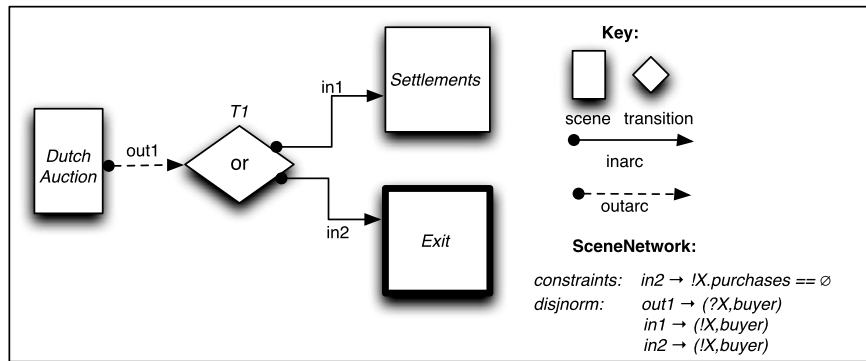 Dutch
Auction
out1
T1
or
in1
Settlements
in2
Exit
Key:
scene transition
inarc
outarc
SceneNetwork:
constraints: in2 → !X.purchases == ∅
disjnorm: out1 → (?X,buyer)
in1 → (!X,buyer)
in2 → (!X,buyer)